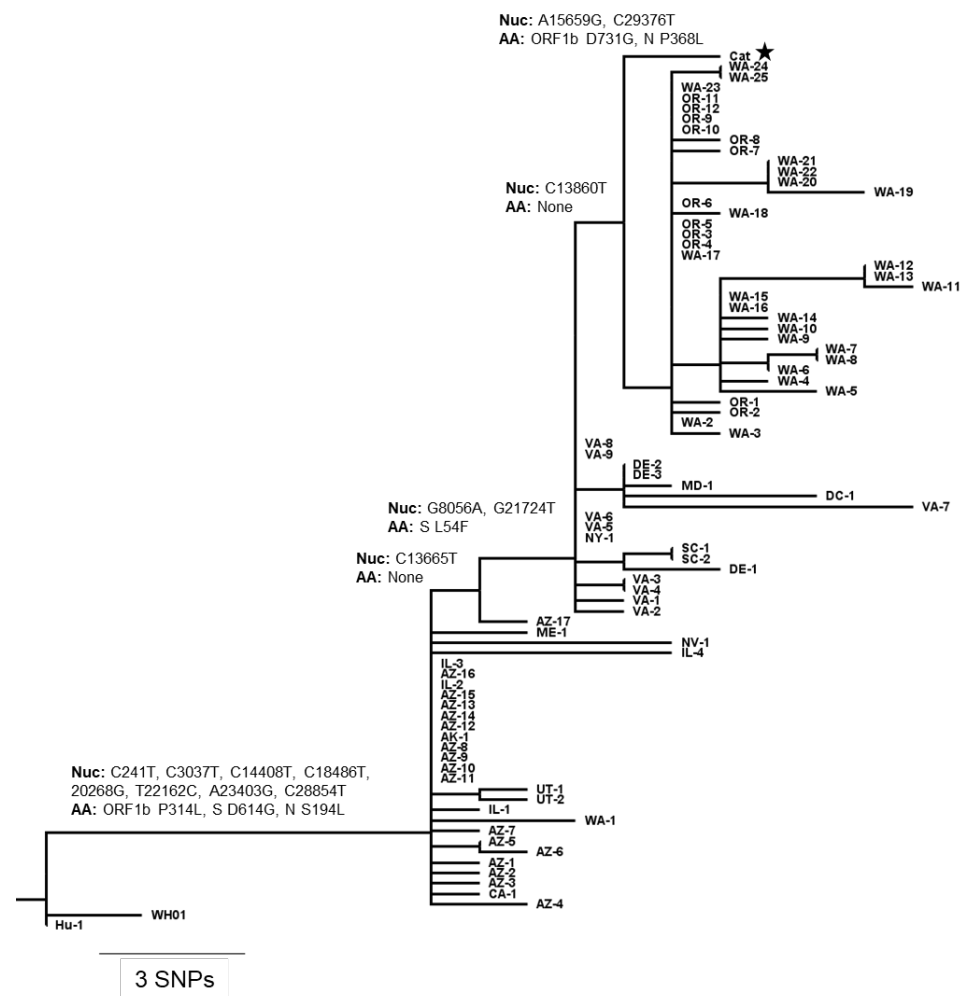 Nuc: A15659G, C29376T
AA: ORF1b D731G, N P368L
Cat
WA-24
WA-25
WA-23
OR-11
OR-12
OR-9
OR-10
OR-8
OR-7
WA-21
WA-22
WA-20
WA-19
Nuc: C13860T
AA: None
OR-6
WA-18
OR-5
OR-3
OR-4
WA-17
WA-12
WA-13
WA-11
WA-15
WA-16
WA-14
WA-10
WA-9
WA-7
WA-8
WA-6
WA-4
WA-5
OR-1
OR-2
WA-2
WA-3
VA-8
VA-9
DE-2
DE-3
MD-1
DC-1
VA-7
Nuc: G8056A, G21724T
AA: S L54F
VA-6
VA-5
NY-1
Nuc: C13665T
AA: None
SC-1
SC-2
DE-1
VA-3
VA-4
VA-1
VA-2
AZ-17
ME-1
NV-1
IL-4
IL-3
AZ-16
IL-2
AZ-15
AZ-13
AZ-14
AZ-12
AK-1
AZ-8
AZ-9
AZ-10
AZ-11
Nuc: C241T, C3037T, C14408T, C18486T,
20268G, T22162C, A23403G, C28854T
AA: ORF1b P314L, S D614G, N S194L
UT-1
UT-2
IL-1
WA-1
AZ-7
AZ-5
AZ-6
AZ-1
AZ-2
AZ-3
CA-1
AZ-4
WH01
Hu-1
3 SNPs